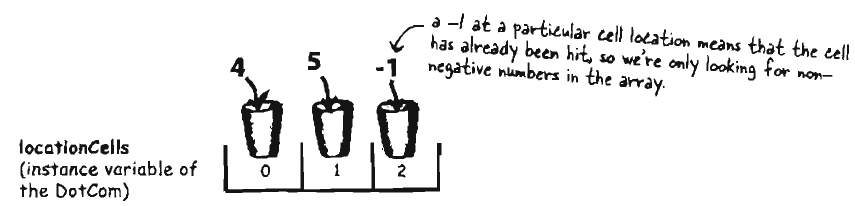 a -1 at a particular cell location means that the cell
has already been hit, so we're only looking for non-
negative numbers in the array.
4 5 -1
locationCells
(instance variable of
the DotCom)
0 1 2